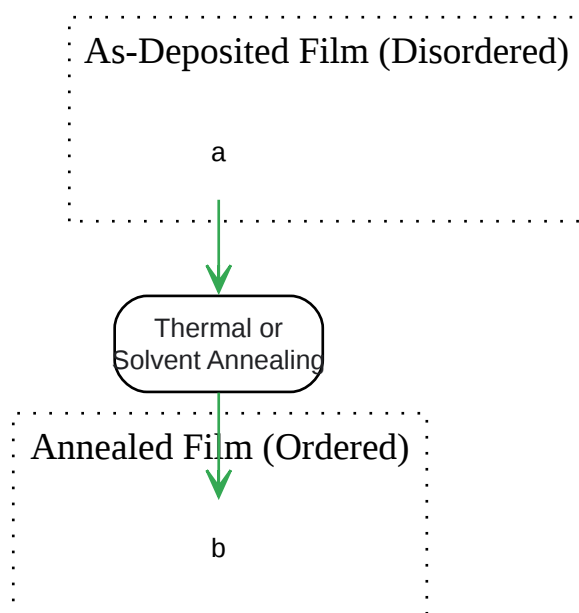 As-Deposited Film (Disordered)
a
Thermal or
Solvent Annealing
Annealed Film (Ordered)
b